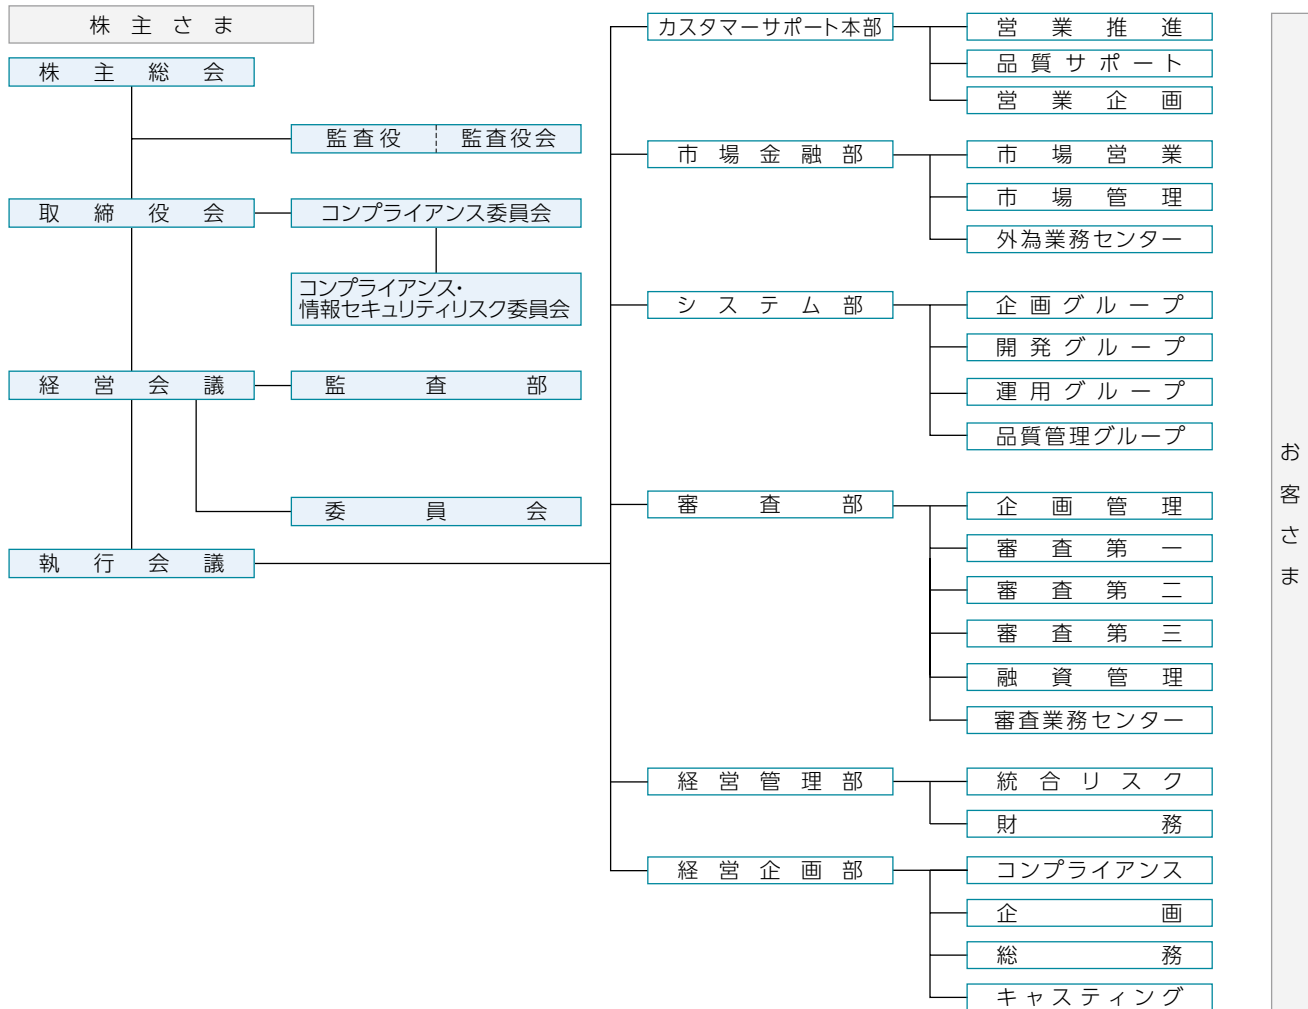 株主さま
株主総会
監査役 監査役会
取締役会
コンプライアンス委員会
コンプライアンス・
情報セキュリティリスク委員会
経営会議
監査部
委員会
執行会議
カスタマーサポート本部
営業推進
品質サポート
営業企画
市場金融部
市場営業
市場管理
外為業務センター
システム部
企画グループ
開発グループ
運用グループ
品質管理グループ
審査部
企画管理
審査第一
審査第二
審査第三
融資管理
審査業務センター
経営管理部
統合リスク
財務
経営企画部
コンプライアンス
企画
総務
キャスティング
お客さま